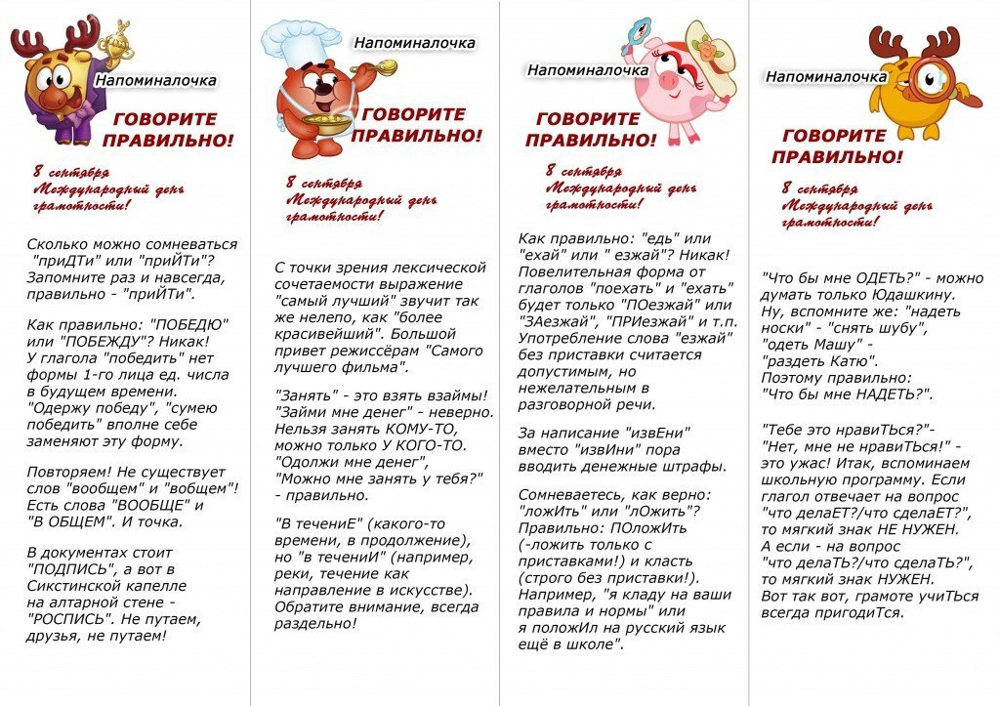 Напоминалочка
ГОВОРИТЕ
ПРАВИЛЬНО!
8 сентября
Международный день
грамотности!
Сколько можно сомневаться
"приДТи" или "приЙТи"?
Запомните раз и навсегда,
правильно - "приЙТи".
Как правильно: "ПОБЕДЮ"
или "ПОБЕЖДУ"? Никак!
У глагола "победить" нет
формы 1-го лица ед. числа
в будущем времени.
"Одержу победу", "сумею
победить" вполне себе
заменяют эту форму.
Повторяем! Не существует
слов "вообщем" и "вобщем"!
Есть слова "ВООБЩЕ" и
"В ОБЩЕМ". И точка.
В документах стоит
"ПОДПИСЬ", а вот в
Сикстинской капелле
на алтарной стене -
"РОСПИСЬ". Не путаем,
друзья, не путаем!
Напоминалочка
ГОВОРИТЕ
ПРАВИЛЬНО!
8 сентября
Международный день
грамотности!
С точки зрения лексической
сочетаемости выражение
"самый лучший" звучит так
же нелепо, как "более
красивейший". Большой
привет режиссёрам "Самого
лучшего фильма".
"Занять" - это взять взаймы!
"Займи мне денег" - неверно.
Нельзя занять КОМУ-ТО,
можно только У КОГО-ТО.
"Одолжи мне денег",
"Можно мне занять у тебя?"
- правильно.
"В течениЕ" (какого-то
времени, в продолжение),
но "в течениИ" (например,
реки, течение как
направление в искусстве).
Обратите внимание, всегда
раздельно!
Напоминалочка
ГОВОРИТЕ
ПРАВИЛЬНО!
8 сентября
Международный день
грамотности!
Как правильно: "едь" или
"ехай" или " езжай"? Никак!
Повелительная форма от
глаголов "поехать" и "ехать"
будет только "ПОезжай" или
"ЗАезжай", "ПРИезжай" и т.п.
Употребление слова "езжай"
без приставки считается
допустимым, но
нежелательным в
разговорной речи.
За написание "извЕни"
вместо "извИни" пора
вводить денежные штрафы.
Сомневаетесь, как верно:
"ложИть" или "лОжить"?
Правильно: ПОложИть
(-ложить только с
приставками!) и класть
(строго без приставки!).
Например, "я кладу на ваши
правила и нормы" или
я положИл на русский язык
ещё в школе".
Напоминалочка
ГОВОРИТЕ
ПРАВИЛЬНО!
8 сентября
Международный день
грамотности!
"Что бы мне ОДЕТЬ?" - можно
думать только Юдашкину.
Ну, вспомните же: "надеть
носки" - "снять шубу",
"одеть Машу" -
"раздеть Катю".
Поэтому правильно:
"Что бы мне НАДЕТЬ?".
"Тебе это нравиТЬся?"-
"Нет, мне не нравиТЬся!" -
это ужас! Итак, вспоминаем
школьную программу. Если
глагол отвечает на вопрос
"что делаЕТ?/что сделаЕТ?",
то мягкий знак НЕ НУЖЕН.
А если - на вопрос
"что делаТЬ?/что сделаТЬ?",
то мягкий знак НУЖЕН.
Вот так вот, грамоте учиТЬся
всегда пригодиТся.